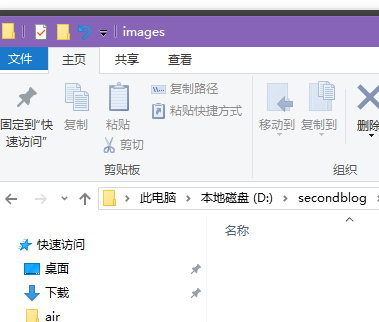 images
文件 主页 共享 查看
固定到“快速访问” 复制 粘贴 复制路径 粘贴快捷方式 剪切 移动到 复制到 删除
剪贴板 组织
此电脑 本地磁盘 (D:) secondblog
快速访问 名称
桌面
下载
air